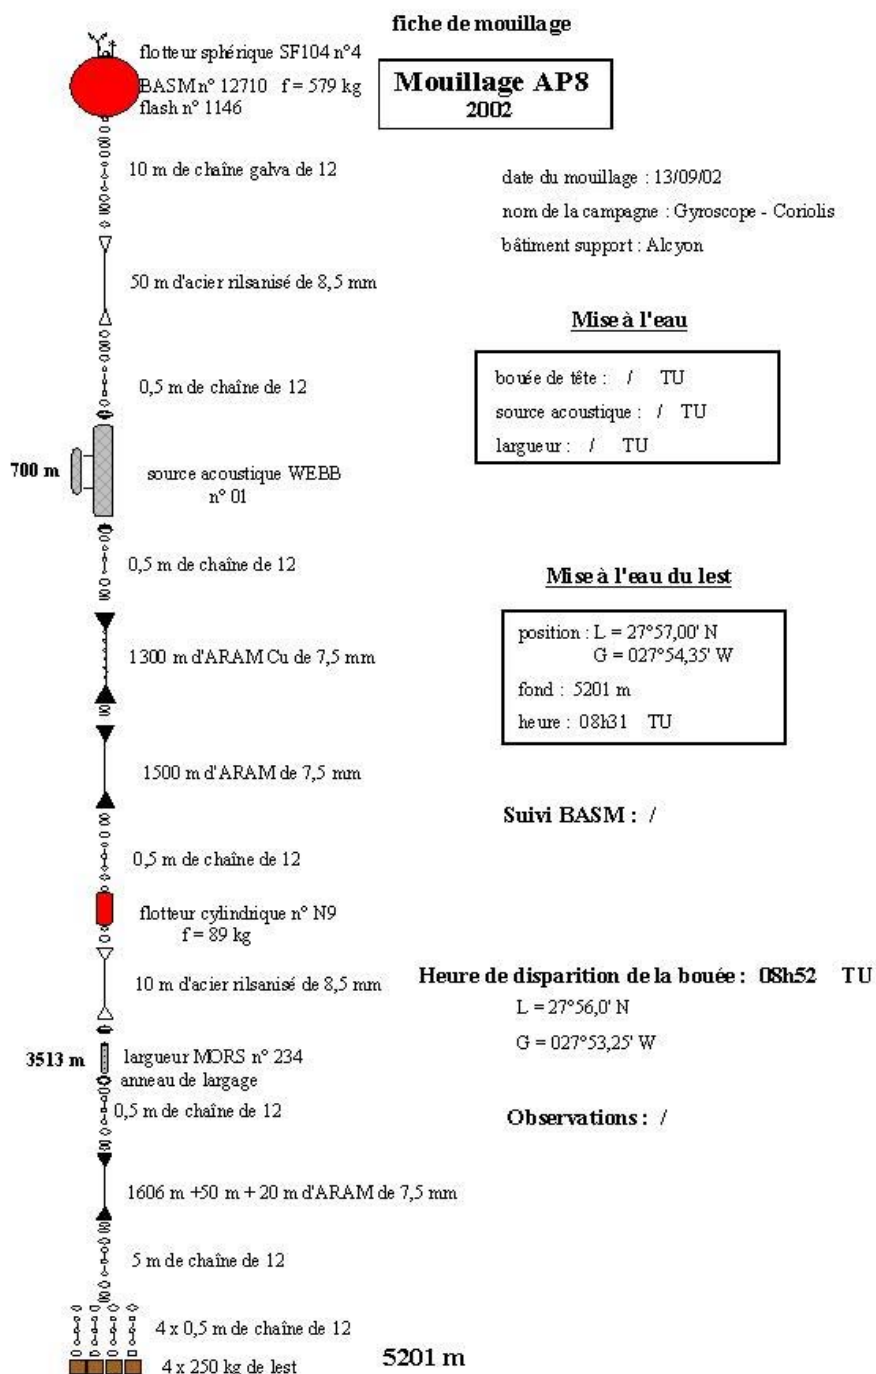 fiche de mouillage
flotteur sphérique SF104 n°4
BASM n° 12710 f = 579 kg
flash n° 1146
Mouillage AP8
2002
10 m de chaîne galva de 12
date du mouillage : 13/09/02
nom de la campagne : Gyroscope - Coriolis
bâtiment support : Alcyon
50 m d'acier rilsanisé de 8,5 mm
Mise à l'eau
0,5 m de chaîne de 12
bouée de tête : / TU
source acoustique : / TU
largueur : / TU
700 m
source acoustique WEBB
n° 01
0,5 m de chaîne de 12
Mise à l'eau du lest
position : L = 27°57,00' N
G = 027°54,35' W
fond : 5201 m
heure : 08h31 TU
1300 m d'ARAM Cu de 7,5 mm
1500 m d'ARAM de 7,5 mm
Suivi BASM : /
0,5 m de chaîne de 12
flotteur cylindrique n° N9
f = 89 kg
10 m d'acier rilsanisé de 8,5 mm
Heure de disparition de la bouée : 08h52 TU
L = 27°56,0' N
G = 027°53,25' W
3513 m
largueur MORS n° 234
anneau de largage
0,5 m de chaîne de 12
Observations : /
1606 m +50 m + 20 m d'ARAM de 7,5 mm
5 m de chaîne de 12
4 x 0,5 m de chaîne de 12
4 x 250 kg de lest
5201 m